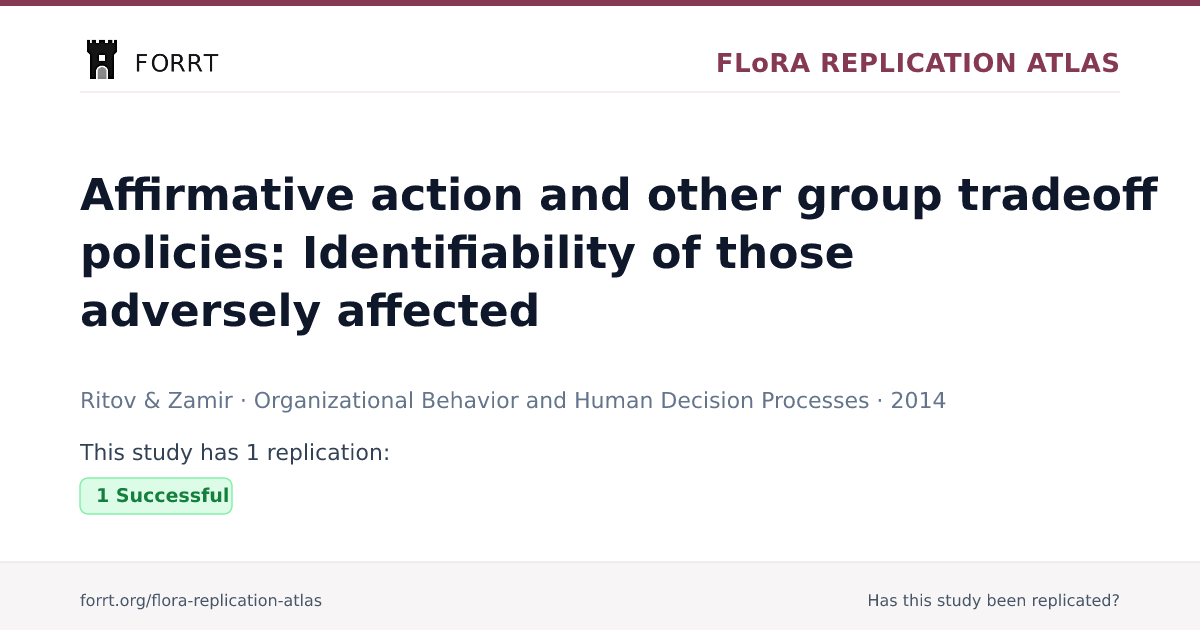 FORRT
FLoRA REPLICATION ATLAS
Affirmative action and other group tradeoff
policies: Identifiability of those
adversely affected
Ritov & Zamir · Organizational Behavior and Human Decision Processes · 2014
This study has 1 replication:
1 Successful
forrt.org/flora-replication-atlas
Has this study been replicated?